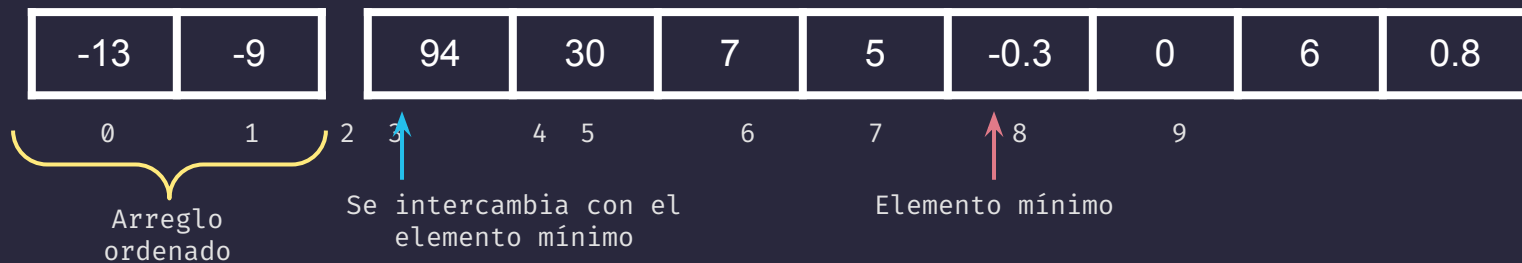 -13 -9 94 30 7 5 -0.3 0 6 0.8
0 1 2 3 4 5 6 7 8 9
Arreglo
ordenado
Se intercambia con el
elemento mínimo
Elemento mínimo